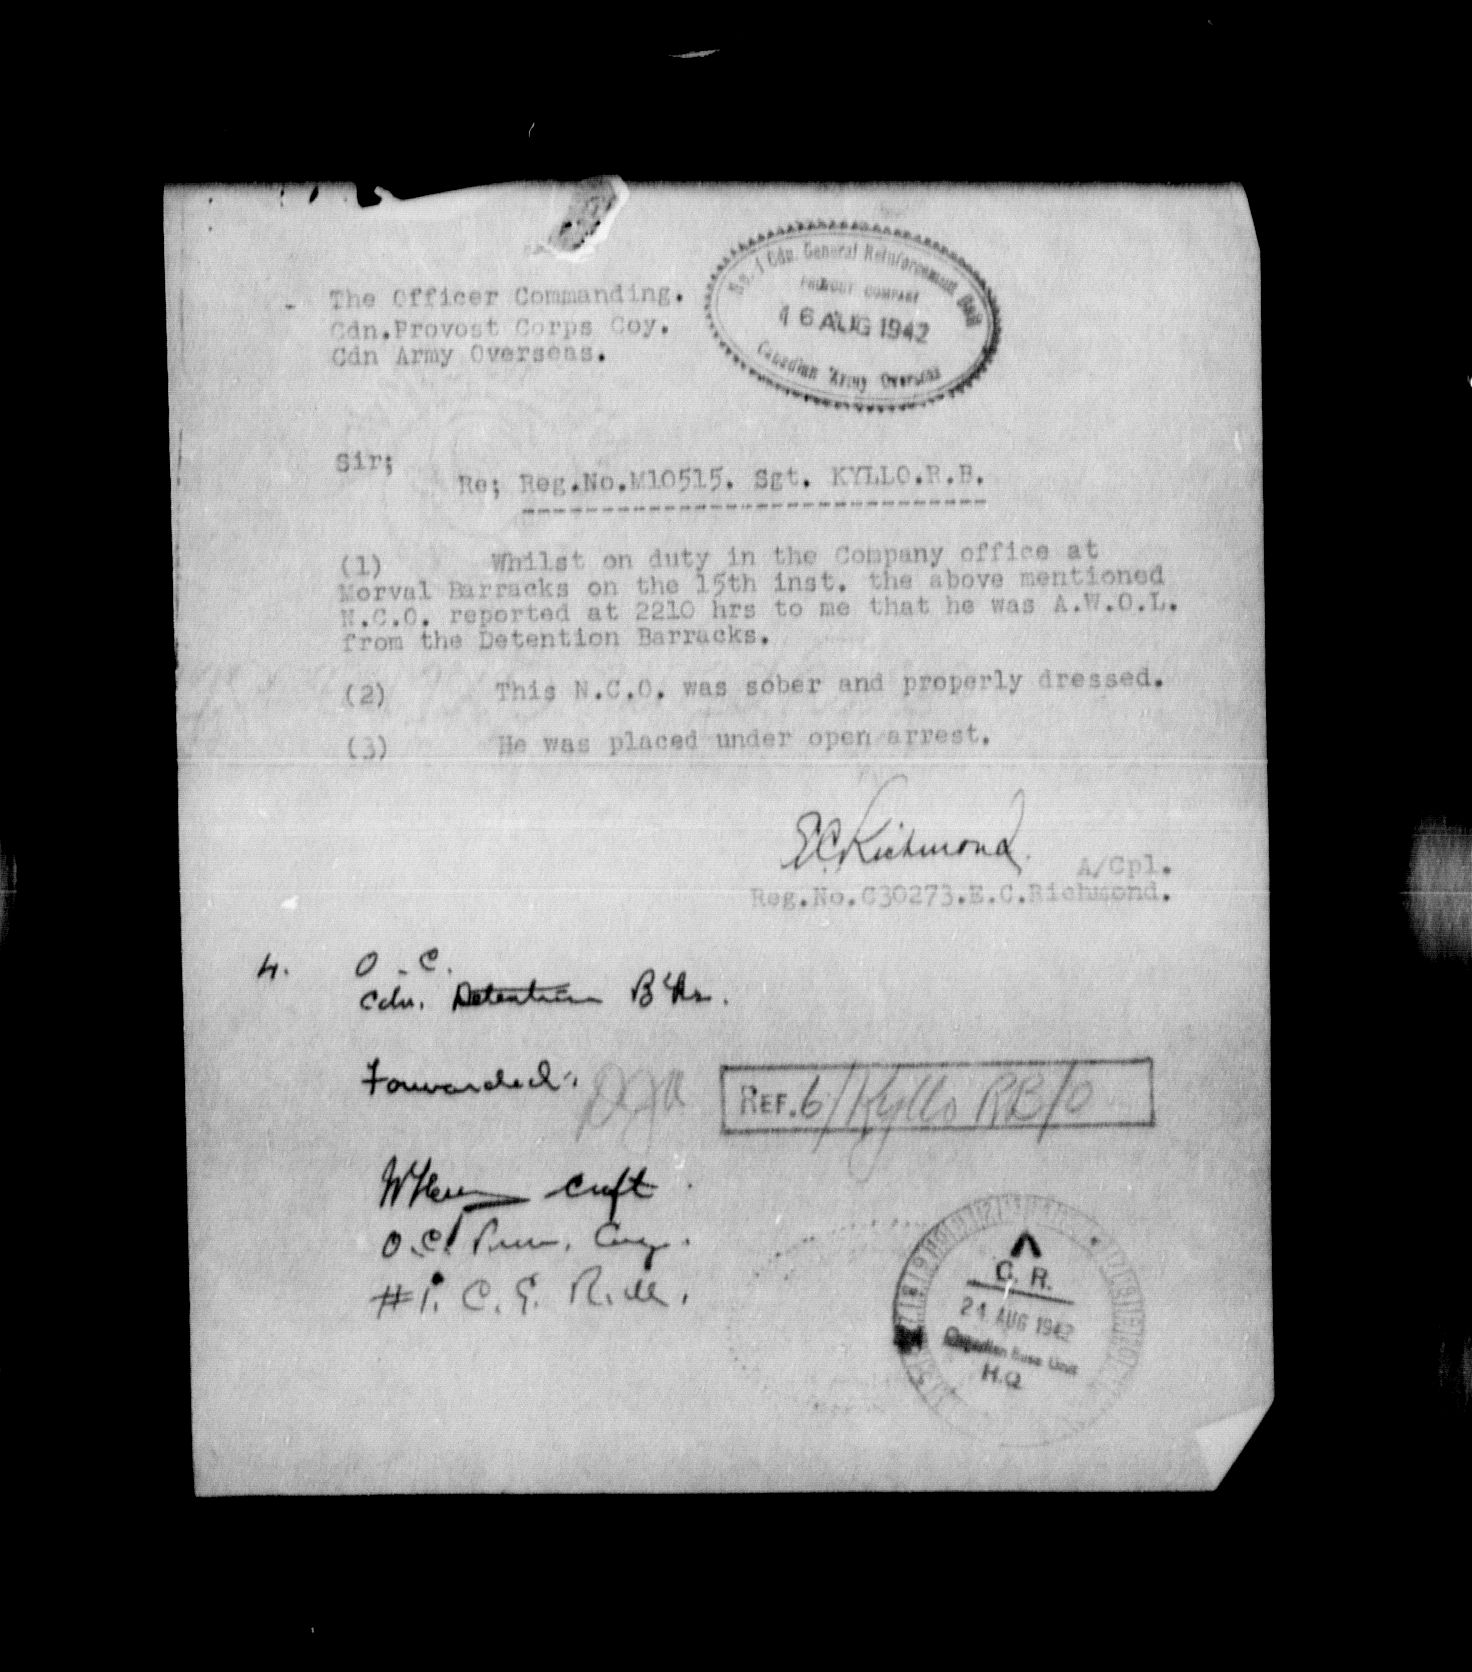 The Officer Commanding.
Cdn.Provost Corps Coy.
Cdn Army Overseas.
No. 1 Cdn. General Reinforcement
PROVOST COMPANY
16 AUG 1942
Canadian Army Overseas
Sir;
Re; Reg.No.M10515. Sgt. KYLLO.R.B.
(1) Whilst on duty in the Company office at
Morval Barracks on the 15th inst. the above mentioned
N.C.O. reported at 2210 hrs to me that he was A.W.O.L.
from the Detention Barracks.
(2) This N.C.O. was sober and properly dressed.
(3) He was placed under open arrest.
E.C. Richmond
A/Cpl.
Reg.No.C30273.E.C.Richmond.
4. O.C.
Cdn. Detention Bks.
Forwarded:
REF. 6/Kyllo RB/0
Capt
O.C. Prov. Coy.
#1. C.G.R.U.
C. R.
24 AUG 1942
Canadian Base Unit
H.Q.